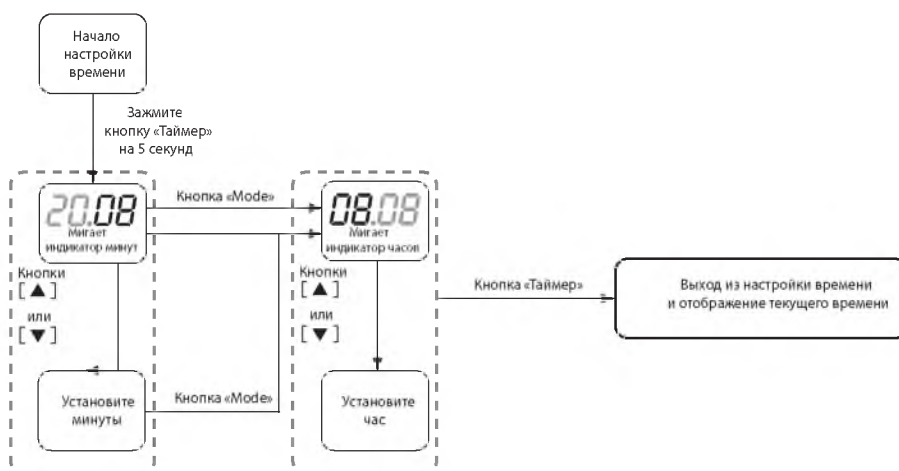 Начало
настройки
времени
Зажмите
кнопку «Таймер»
на 5 секунд
20.08
Мигает
индикатор минут
Кнопка «Mode»
08.08
Мигает
индикатор часов
Кнопки
[▲]
или
[▼]
Кнопки
[▲]
или
[▼]
Кнопка «Таймер»
Выход из настройки времени
и отображение текущего времени
Установите
минуты
Кнопка «Mode»
Установите
час